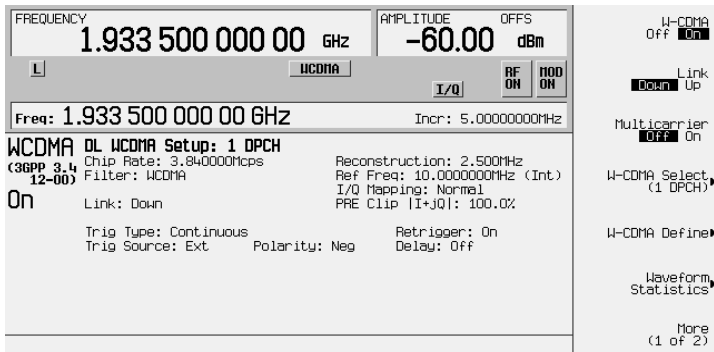 FREQUENCY
1.933 500 000 00 GHz
AMPLITUDE OFFS
-60.00 dBm
L
WCDMA
I/Q
RF ON
MOD ON
Freq: 1.933 500 000 00 GHz
Incr: 5.00000000MHz
WCDMA
(3GPP 3.4 12-00)
On
DL WCDMA Setup: 1 DPCH
Chip Rate: 3.840000Mcps
Reconstruction: 2.500MHz
Filter: WCDMA
Ref Freq: 10.0000000MHz (Int)
I/Q Mapping: Normal
Link: Down
PRE Clip |I+jQ|: 100.0%
Trig Type: Continuous
Retrigger: On
Trig Source: Ext
Polarity: Neg
Delay: Off
W-CDMA
Off On
Link
Down Up
Multicarrier
Off On
W-CDMA Select
(1 DPCH)
W-CDMA Define
Waveform
Statistics
More
(1 of 2)